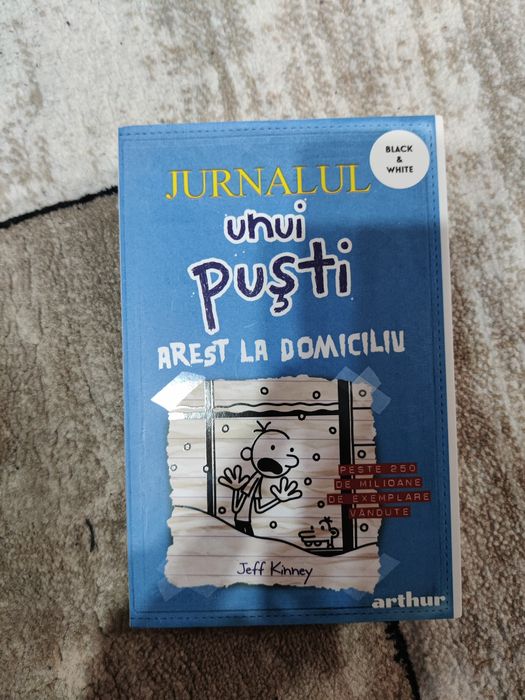 BLACK
&
WHITE
JURNALUL
unui
puşti
AREST LA DOMICILIU
PESTE 250
DE MILIOANE
DE EXEMPLARE
VÂNDUTE
Jeff Kinney
arthur